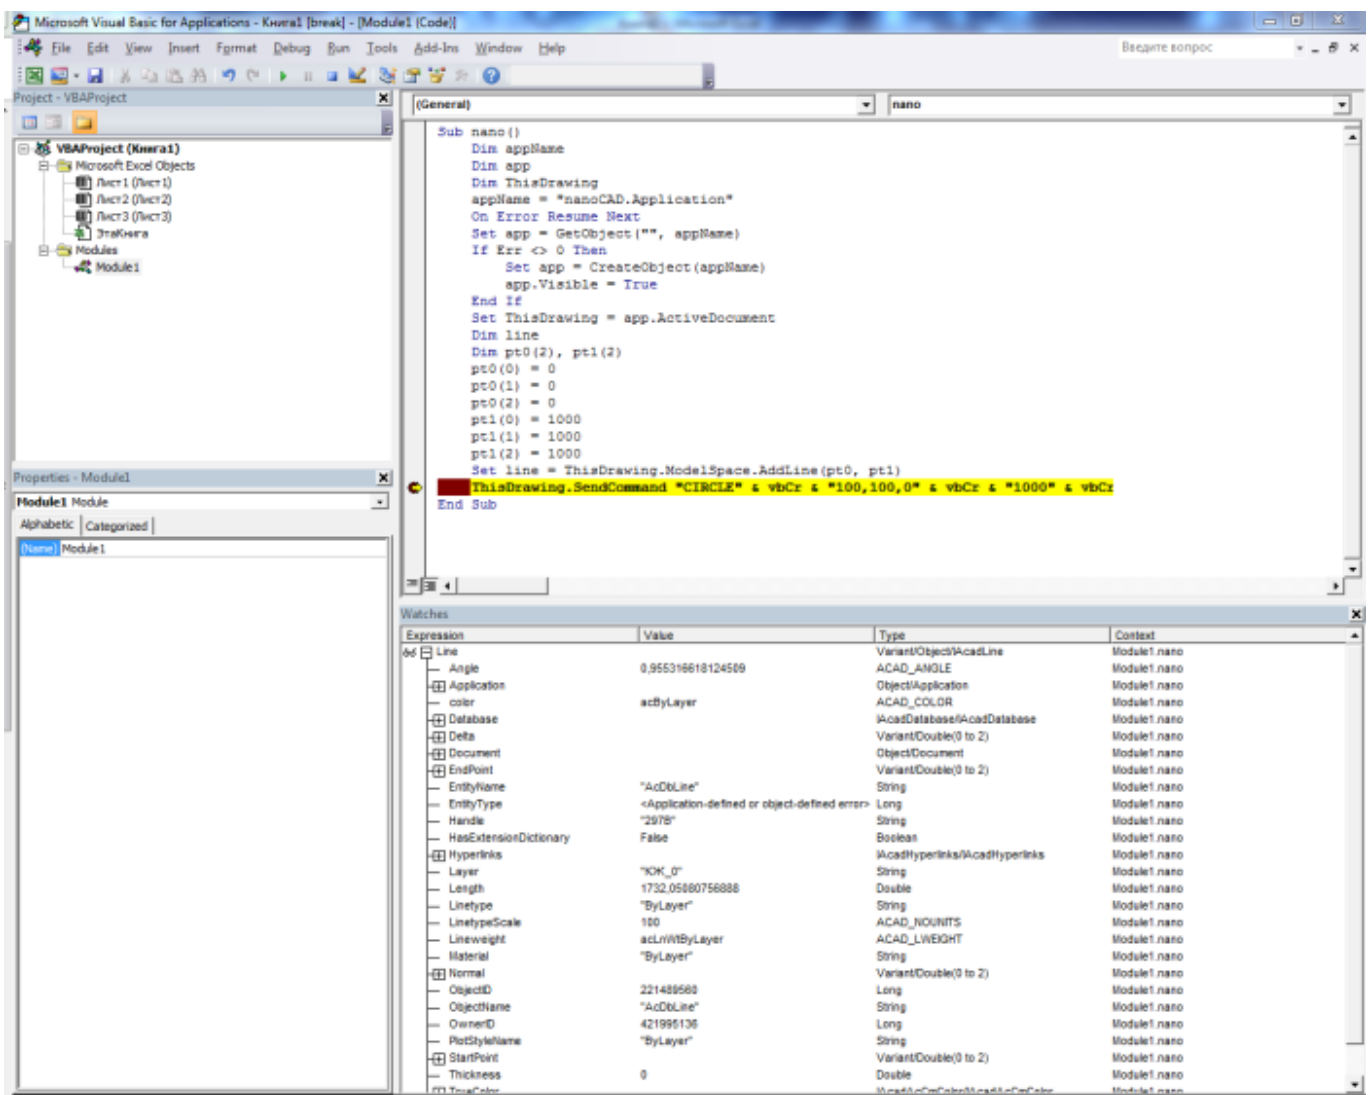 Microsoft Visual Basic for Applications - Книга1 [break] - [Module1 (Code)]
File Edit View Insert Format Debug Run Tools Add-Ins Window Help
Введите вопрос
Project - VBAProject
(General)
nano
VBAProject (Книга1)
Microsoft Excel Objects
Лист1 (Лист1)
Лист2 (Лист2)
Лист3 (Лист3)
ЭтаКнига
Modules
Module1
Sub nano()
Dim appName
Dim app
Dim ThisDrawing
appName = "nanoCAD.Application"
On Error Resume Next
Set app = GetObject("", appName)
If Err <> 0 Then
Set app = CreateObject(appName)
app.Visible = True
End If
Set ThisDrawing = app.ActiveDocument
Dim line
Dim pt0(2), pt1(2)
pt0(0) = 0
pt0(1) = 0
pt0(2) = 0
pt1(0) = 1000
pt1(1) = 1000
pt1(2) = 1000
Set line = ThisDrawing.ModelSpace.AddLine(pt0, pt1)
ThisDrawing.SendCommand "CIRCLE" & vbCr & "100,100,0" & vbCr & "1000" & vbCr
End Sub
Properties - Module1
Module1 Module
Alphabetic Categorized
(Name) Module1
Watches
Expression Value Type Context
Line Variant/Object/IAcadLine Module1.nano
Angle 0,955316618124509 ACAD_ANGLE Module1.nano
Application Object/Application Module1.nano
color acByLayer ACAD_COLOR Module1.nano
Database IAcadDatabase/IAcadDatabase Module1.nano
Delta Variant/Double(0 to 2) Module1.nano
Document Object/Document Module1.nano
EndPoint Variant/Double(0 to 2) Module1.nano
EntityName "AcDbLine" String Module1.nano
EntityType <Application-defined or object-defined error> Long Module1.nano
Handle "297B" String Module1.nano
HasExtensionDictionary False Boolean Module1.nano
Hyperlinks IAcadHyperlinks/IAcadHyperlinks Module1.nano
Layer "КЖ_0" String Module1.nano
Length 1732,05080756888 Double Module1.nano
Linetype "ByLayer" String Module1.nano
LinetypeScale 100 ACAD_NOUNITS Module1.nano
Lineweight acLnWtByLayer ACAD_LWEIGHT Module1.nano
Material "ByLayer" String Module1.nano
Normal Variant/Double(0 to 2) Module1.nano
ObjectID 221489560 Long Module1.nano
ObjectName "AcDbLine" String Module1.nano
OwnerID 421995136 Long Module1.nano
PlotStyleName "ByLayer" String Module1.nano
StartPoint Variant/Double(0 to 2) Module1.nano
Thickness 0 Double Module1.nano
TrueColor IAcadAcCmColor/IAcadAcCmColor Module1.nano